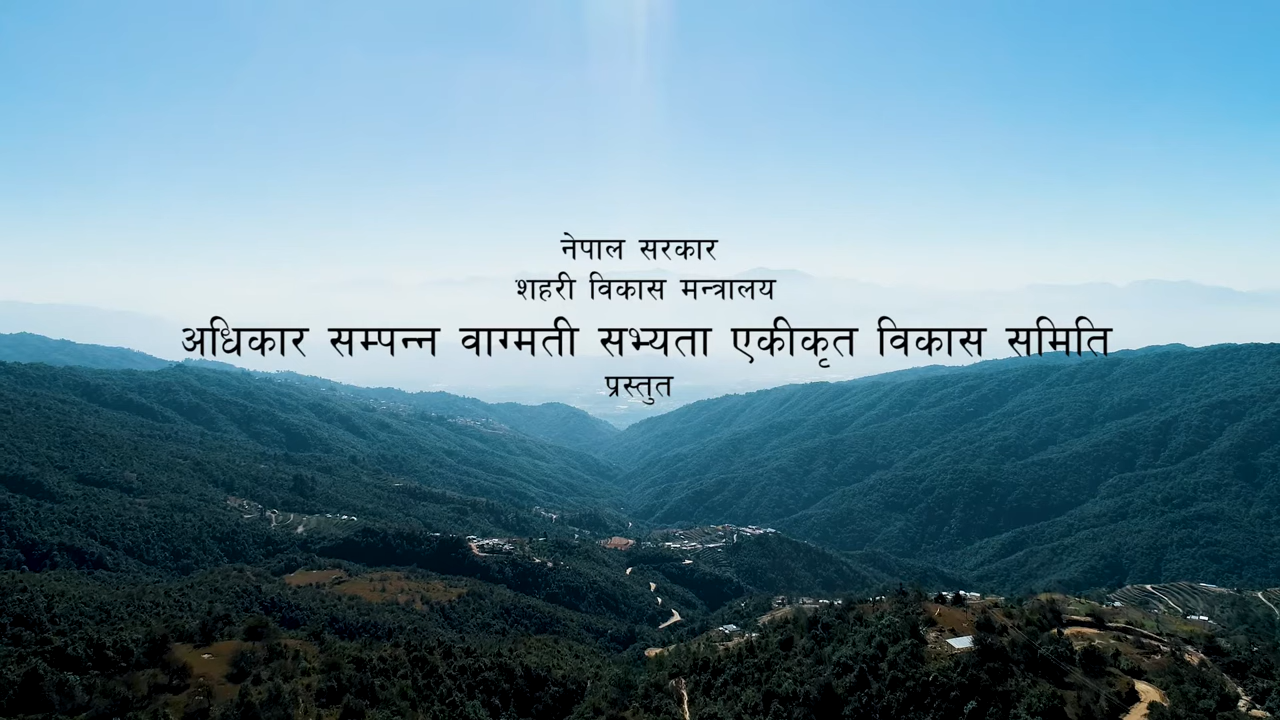 नेपाल सरकार
शहरी विकास मन्त्रालय
अधिकार सम्पन्न वाग्मती सभ्यता एकीकृत विकास समिति
प्रस्तुत